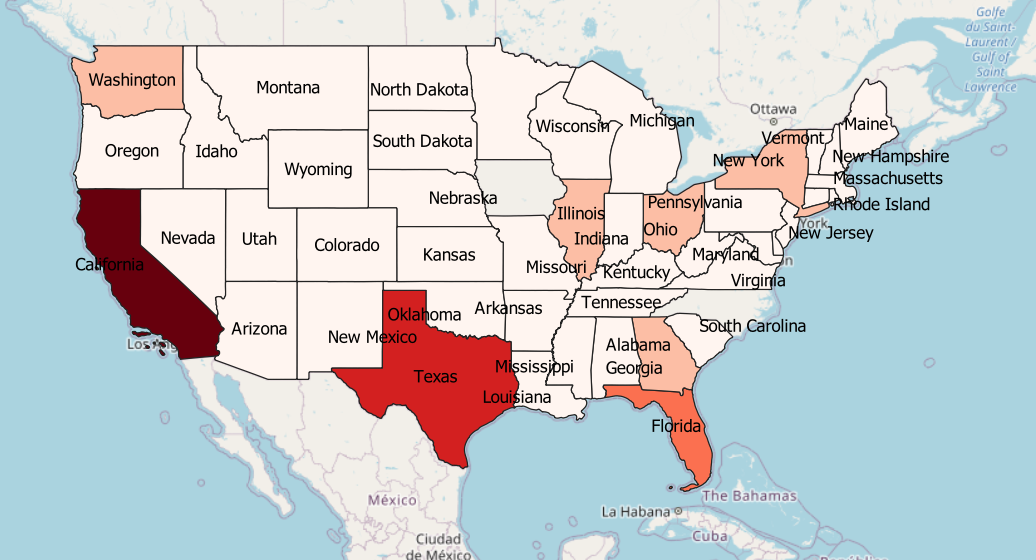 Golfe
du Saint-
Laurent /
Gulf of
Saint
Lawrence
Washington
Montana
North Dakota
Ottawa
Wisconsin
Michigan
Maine
Vermont
Oregon
Idaho
South Dakota
New York
New Hampshire
Wyoming
Massachusetts
Nebraska
Pennsylvania
Rhode Island
Illinois
York
Nevada
Utah
Colorado
Indiana
Ohio
New Jersey
California
Kansas
Missouri
Kentucky
Maryland
Virginia
Tennessee
Arkansas
Oklahoma
Arizona
New Mexico
South Carolina
Alabama
Georgia
Mississippi
Texas
Louisiana
Florida
México
The Bahamas
La Habana
Cuba
Ciudad
de México